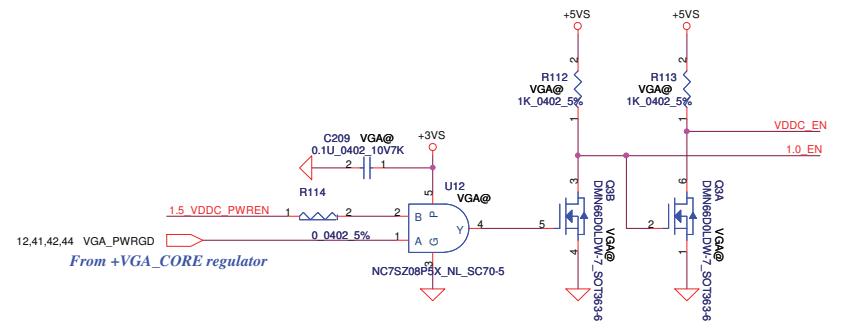 +5VS
+5VS
2
2
R112
VGA@
1K_0402_5%
R113
VGA@
1K_0402_5%
1
1
VDDC_EN
1.0_EN
C209 VGA@
0.1U_0402_10V7K
2
1
+3VS
R114
5
U12
VGA@
1.5_VDDC_PWREN
1
2
2
B
P
Y
4
12,41,42,44 VGA_PWRGD
0_0402_5%
1
A
G
From +VGA_CORE regulator
3
NC7SZ08P5X_NL_SC70-5
3
5
4
Q3B
DMN66D0LDW-7_SOT363-6
VGA@
6
2
1
Q3A
DMN66D0LDW-7_SOT363-6
VGA@